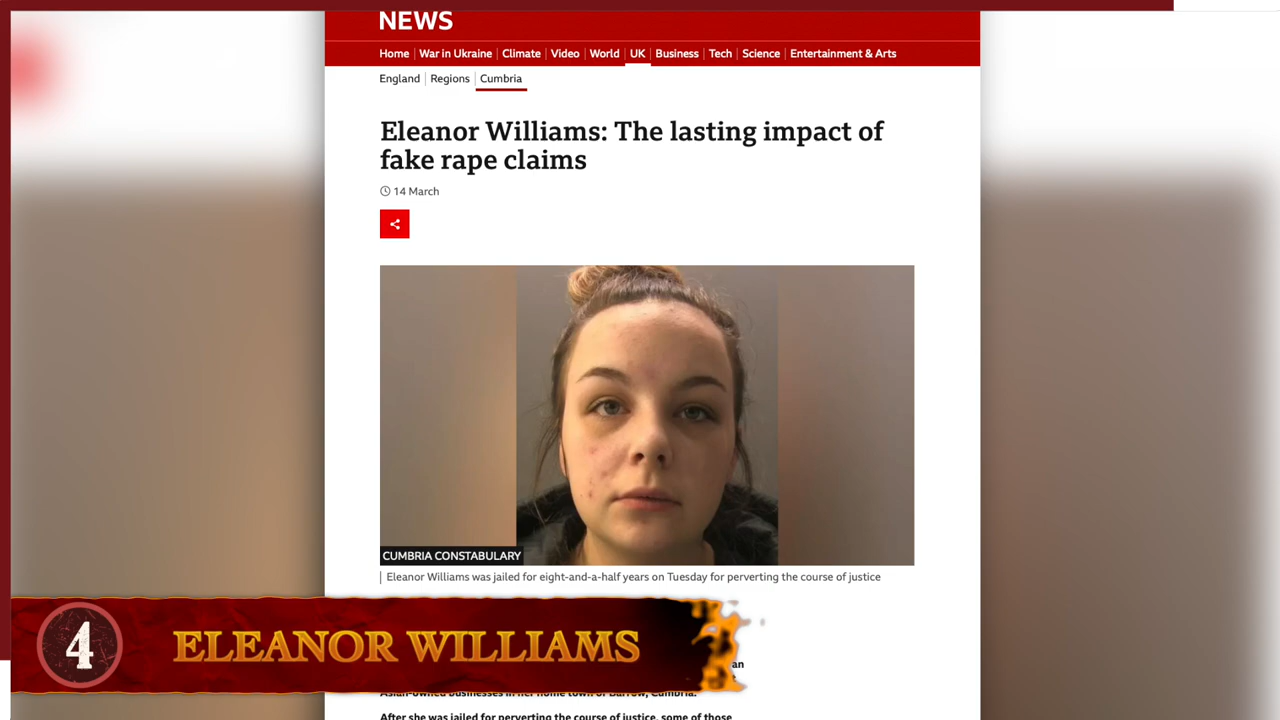 NEWS
Home War in Ukraine Climate Video World UK Business Tech Science Entertainment & Arts
England Regions Cumbria
Eleanor Williams: The lasting impact of
fake rape claims
14 March
CUMBRIA CONSTABULARY
Eleanor Williams was jailed for eight-and-a-half years on Tuesday for perverting the course of justice
4 ELEANOR WILLIAMS
an
Asian-owned businesses in her home town of Barrow, Cumbria.
After she was jailed for perverting the course of justice, some of those